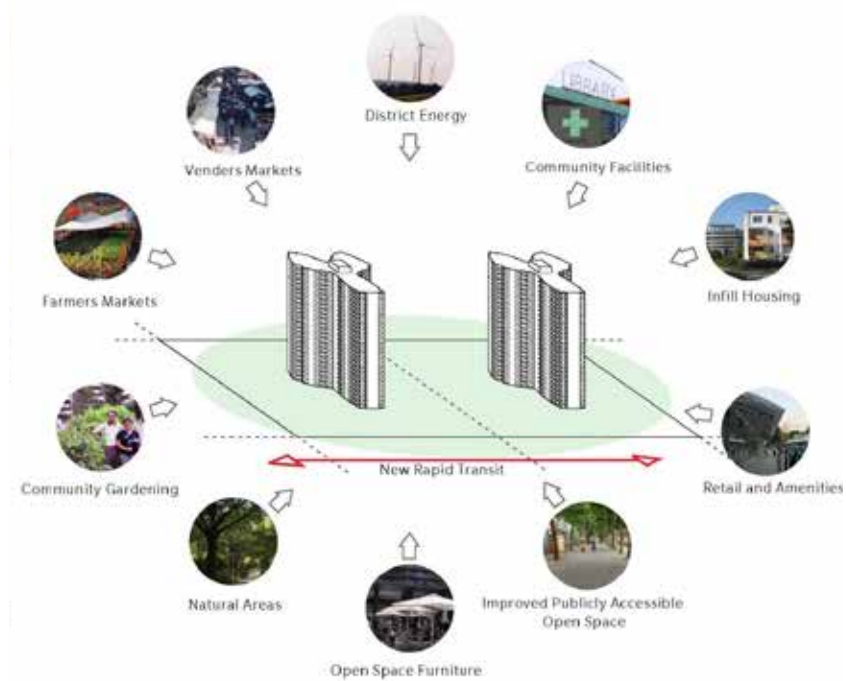 District Energy
Venders Markets
Community Facilities
LIBRARY
Farmers Markets
Infill Housing
Community Gardening
New Rapid Transit
Retail and Amenities
Natural Areas
Improved Publicly Accessible
Open Space
Open Space Furniture